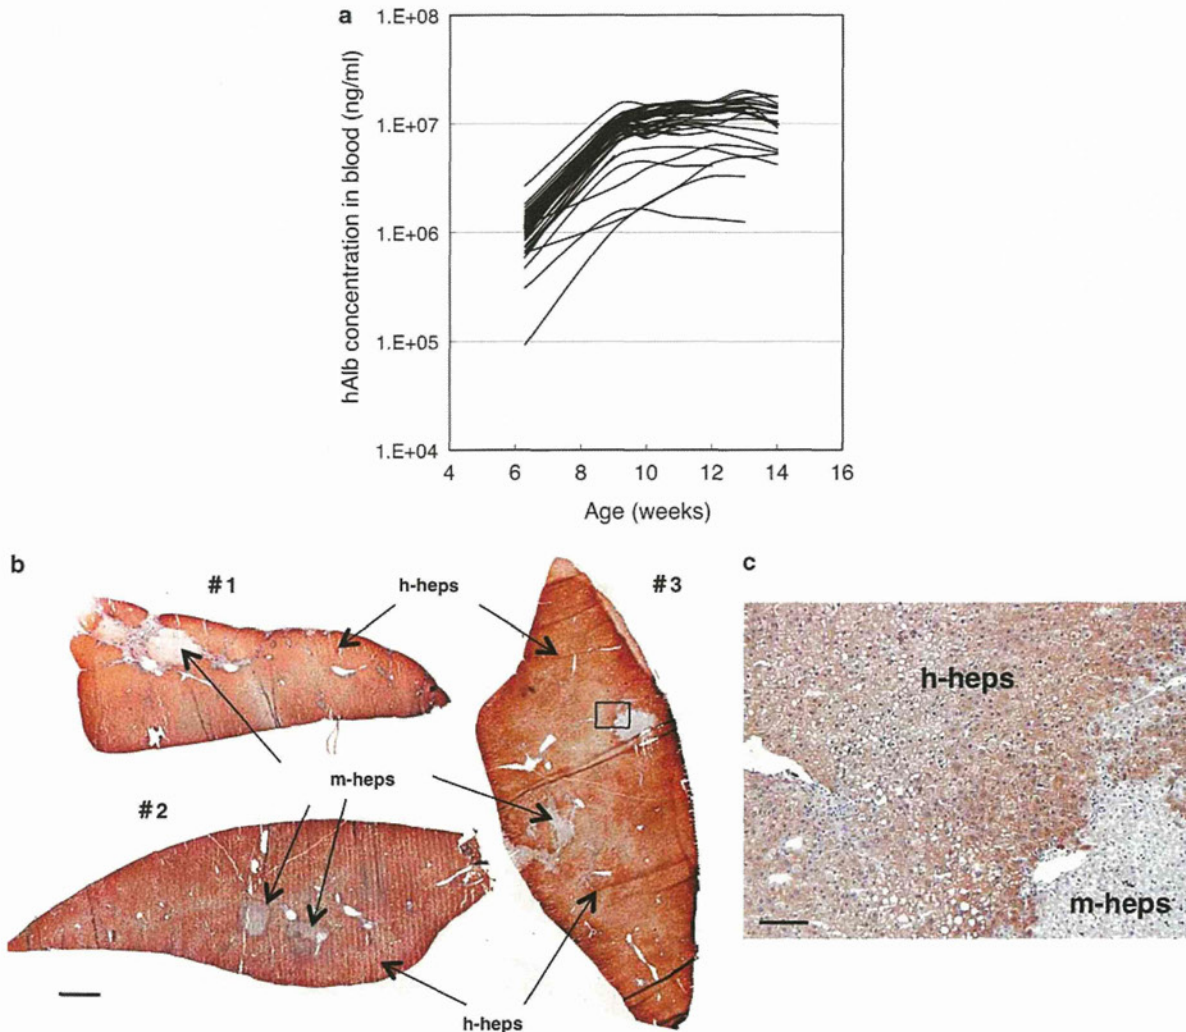 a
1.E+08
1.E+07
1.E+06
1.E+05
1.E+04
hAlb concentration in blood (ng/ml)
4 6 8 10 12 14 16
Age (weeks)
b
#1
h-heps
#3
m-heps
#2
h-heps
c
h-heps
m-heps